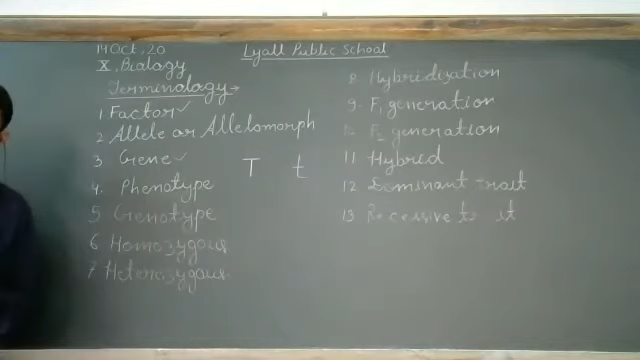 14 Oct, 20
Lyall Public School
X, Biology
Terminology →
1 Factor ✓
2 Allele or Allelomorph
3 Gene ✓
4. Phenotype
5 Genotype
6 Homozygous
7 Heterozygous
T t
8. Hybridization
9. F₁ generation
10. F₂ generation
11 Hybrid
12 Dominant trait
13 Recessive